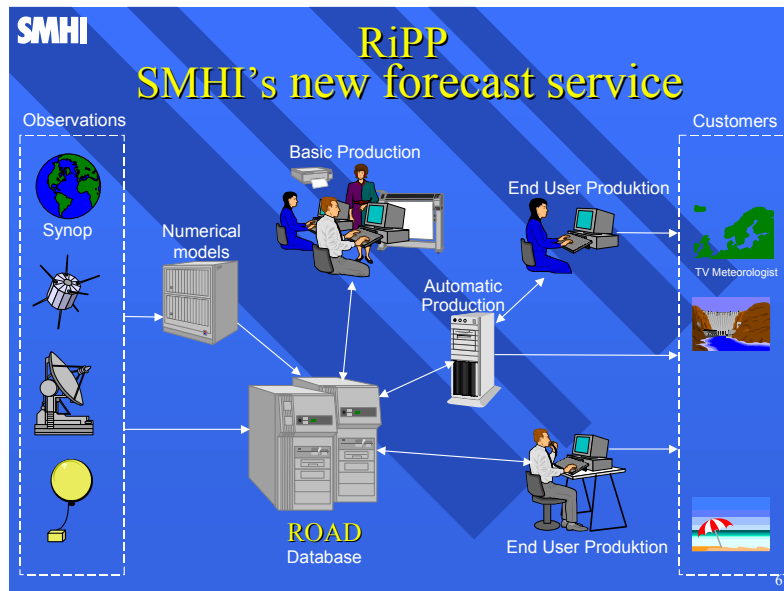 SMHI
RiPP
SMHI's new forecast service
Observations
Customers
Basic Production
End User Produktion
Synop
Numerical
models
TV Meteorologist
Automatic
Production
ROAD
Database
End User Produktion
6